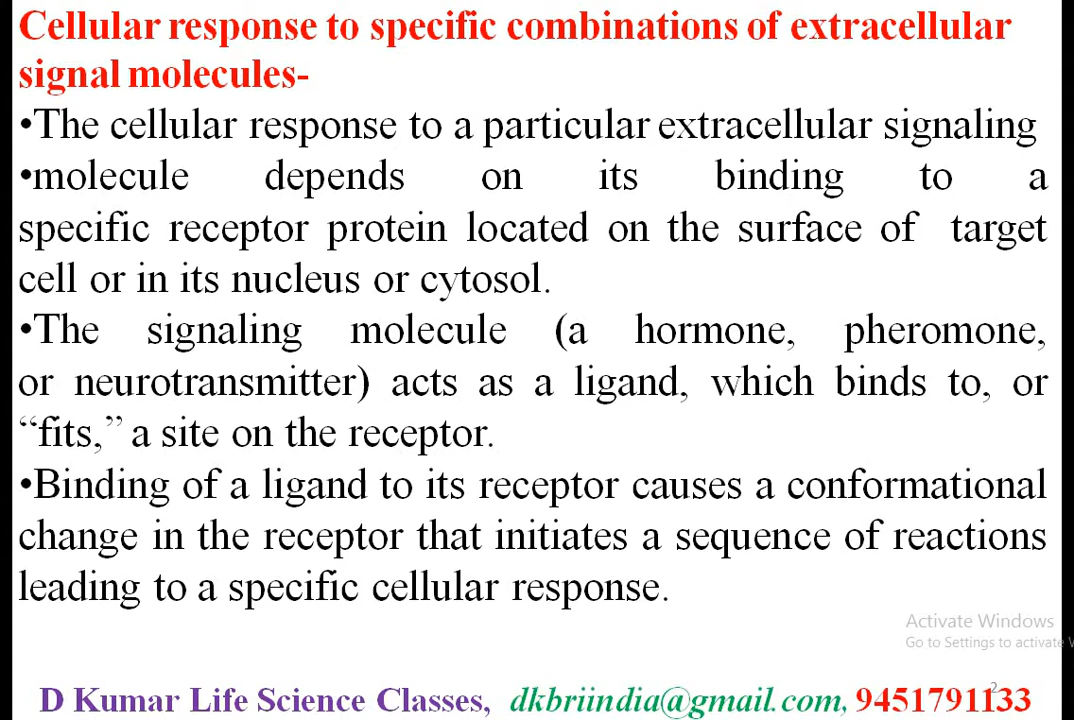 Cellular response to specific combinations of extracellular
signal molecules-
•The cellular response to a particular extracellular signaling
•molecule depends on its binding to a
specific receptor protein located on the surface of target
cell or in its nucleus or cytosol.
•The signaling molecule (a hormone, pheromone,
or neurotransmitter) acts as a ligand, which binds to, or
“fits,” a site on the receptor.
•Binding of a ligand to its receptor causes a conformational
change in the receptor that initiates a sequence of reactions
leading to a specific cellular response.
Activate Windows
Go to Settings to activate W
2
D Kumar Life Science Classes, dkbriindia@gmail.com, 9451791133